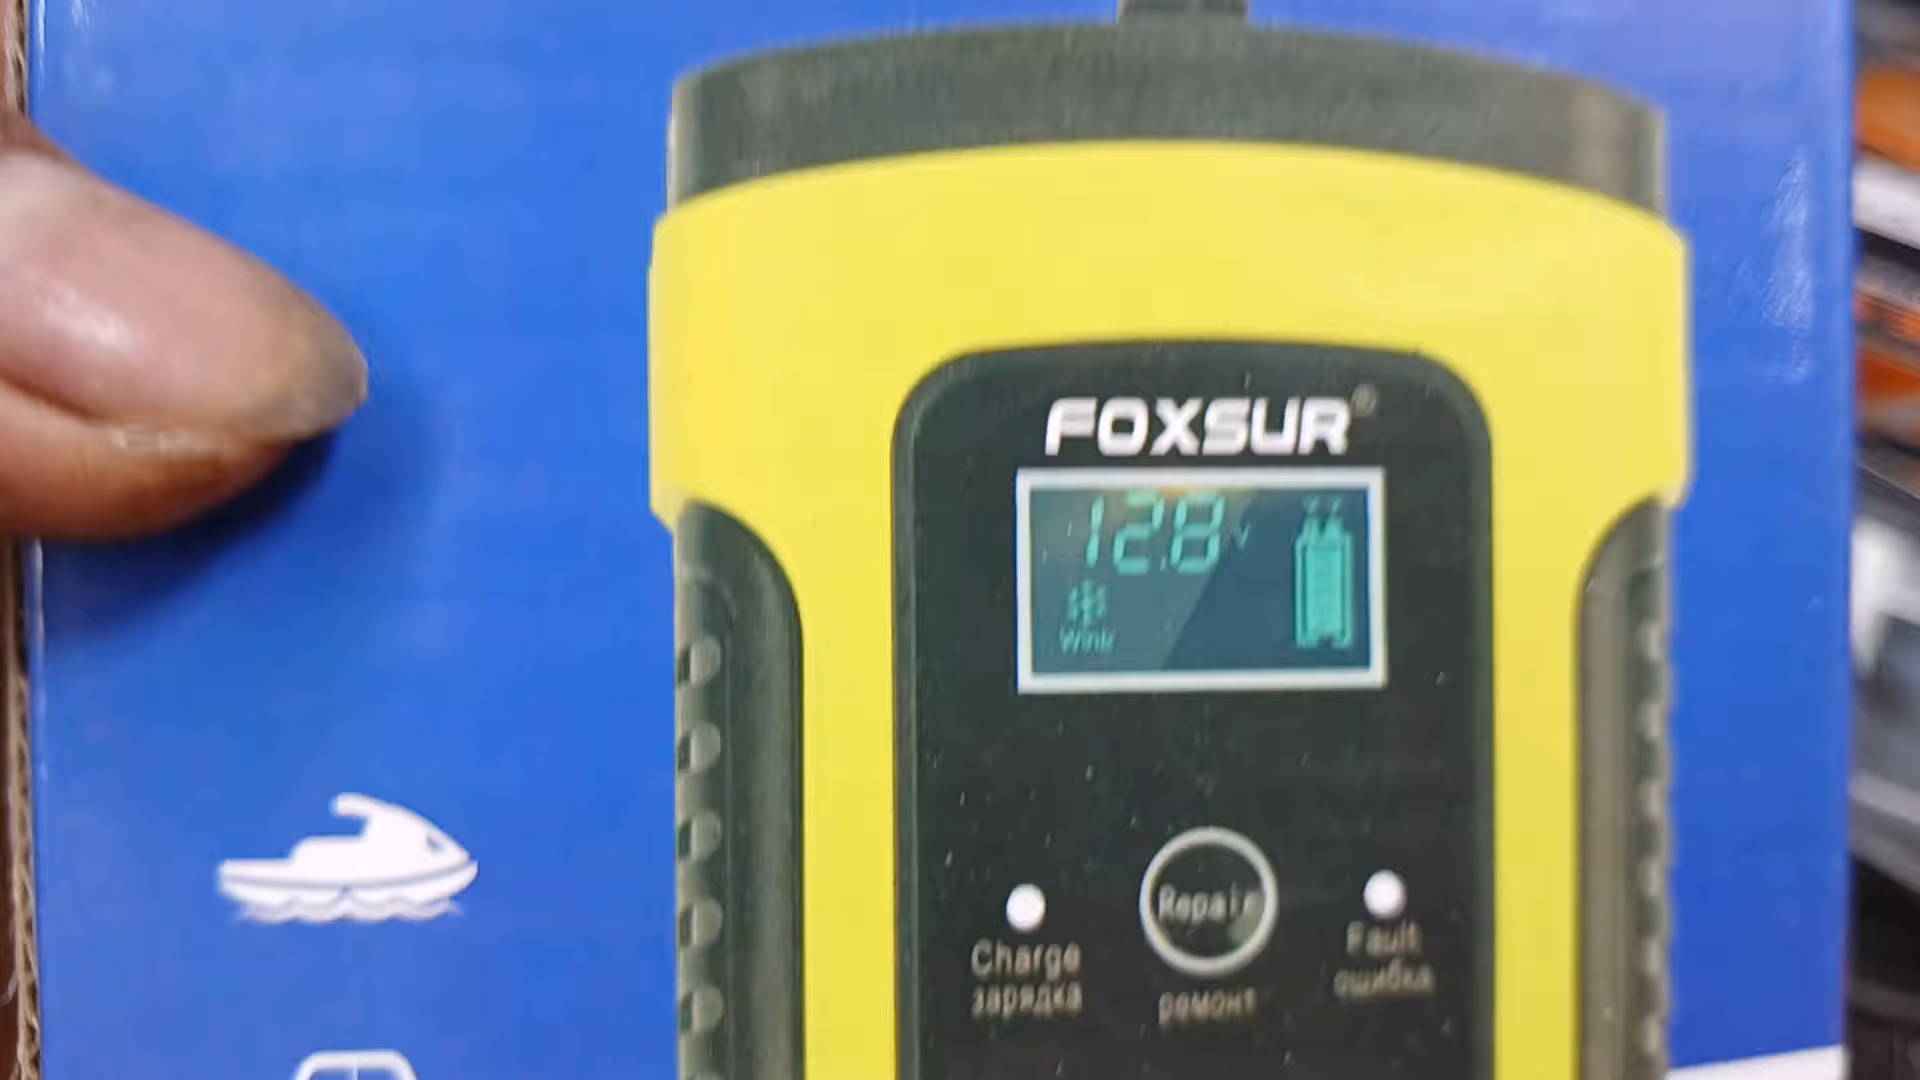 FOXSUR®
12.8 V
Charge
зарядка
Repair
ремонт
Fault
ошибка